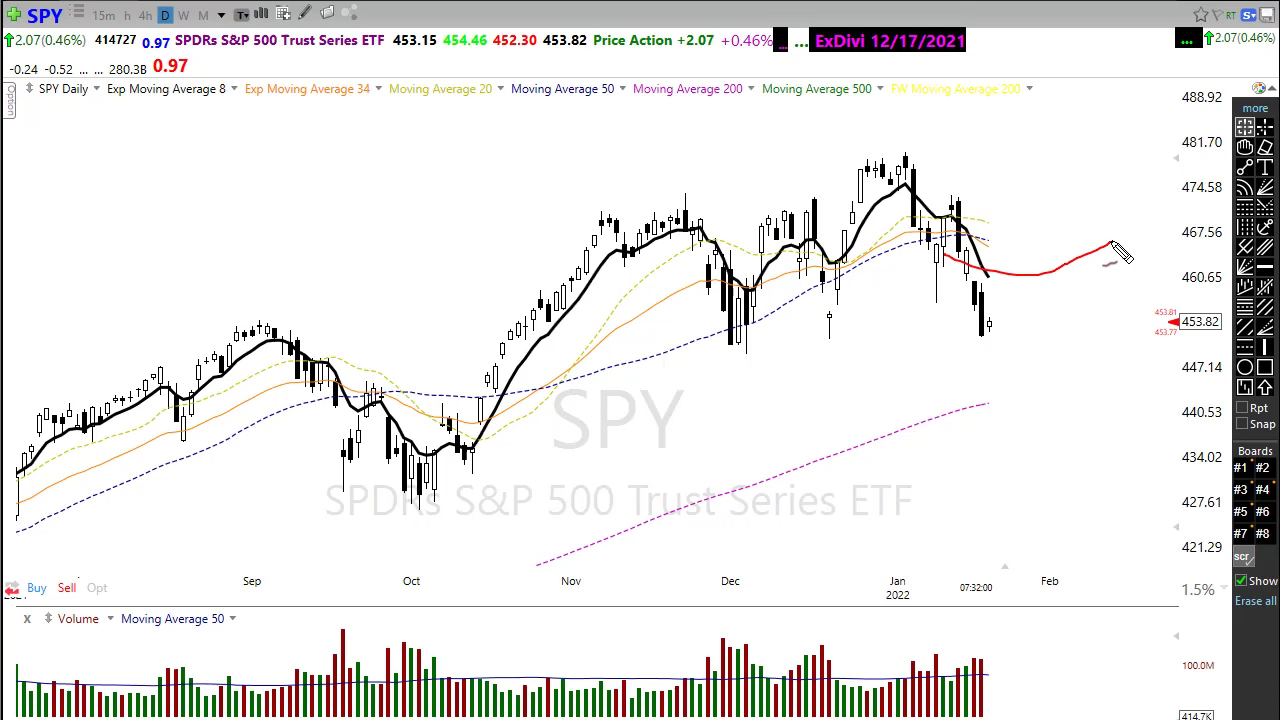 SPY 15m h 4h D W M T RT S
2.07(0.46%) 414727 0.97 SPDRs S&P 500 Trust Series ETF 453.15 454.46 452.30 453.82 Price Action +2.07 +0.46% ... ... ExDivi 12/17/2021 ... 2.07(0.46%)
-0.24 -0.52 ... ... 280.3B 0.97
Option SPY Daily Exp Moving Average 8 Exp Moving Average 34 Moving Average 20 Moving Average 50 Moving Average 200 Moving Average 500 FW Moving Average 200
488.92
more
481.70
474.58
467.56
460.65
453.81
453.82
453.77
447.14
440.53
434.02
427.61
421.29
SPY
SPDRs S&P 500 Trust Series ETF
Rpt
Snap
Boards
#1 #2
#3 #4
#5 #6
#7 #8
scr
Show
Erase all
Sep Oct Nov Dec Jan Feb
2022 07:32:00
Buy Sell Opt 1.5%
X Volume Moving Average 50
100.0M
414.7K